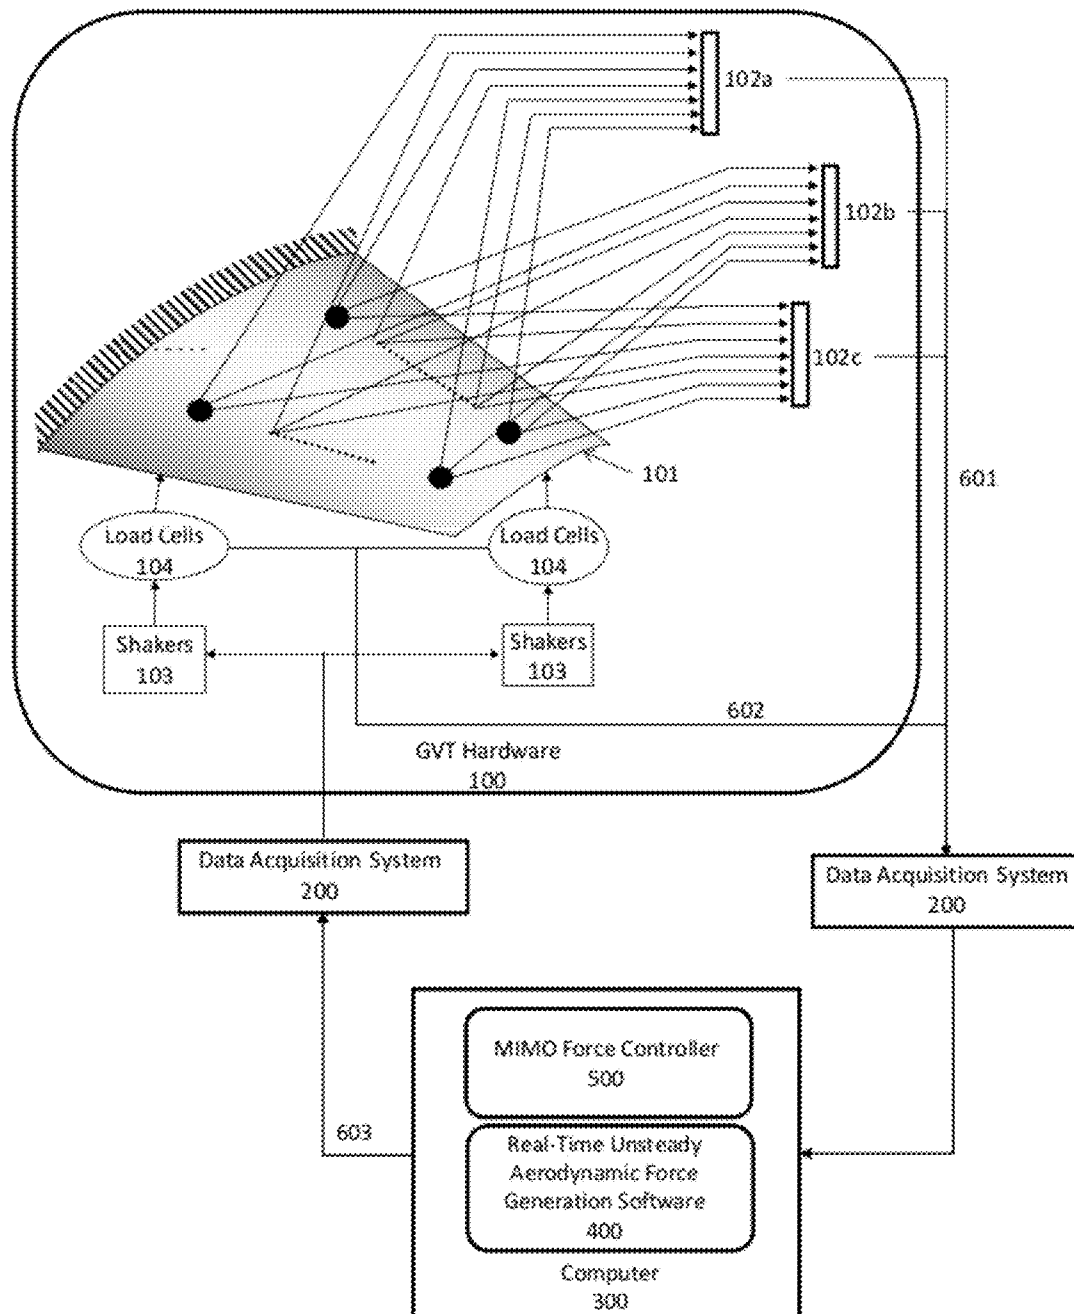 102a
102b
102c
101
601
Load Cells
104
Load Cells
104
Shakers
103
Shakers
103
602
GVT Hardware
100
Data Acquisition System
200
Data Acquisition System
200
MIMO Force Controller
500
603
Real-Time Unsteady
Aerodynamic Force
Generation Software
400
Computer
300